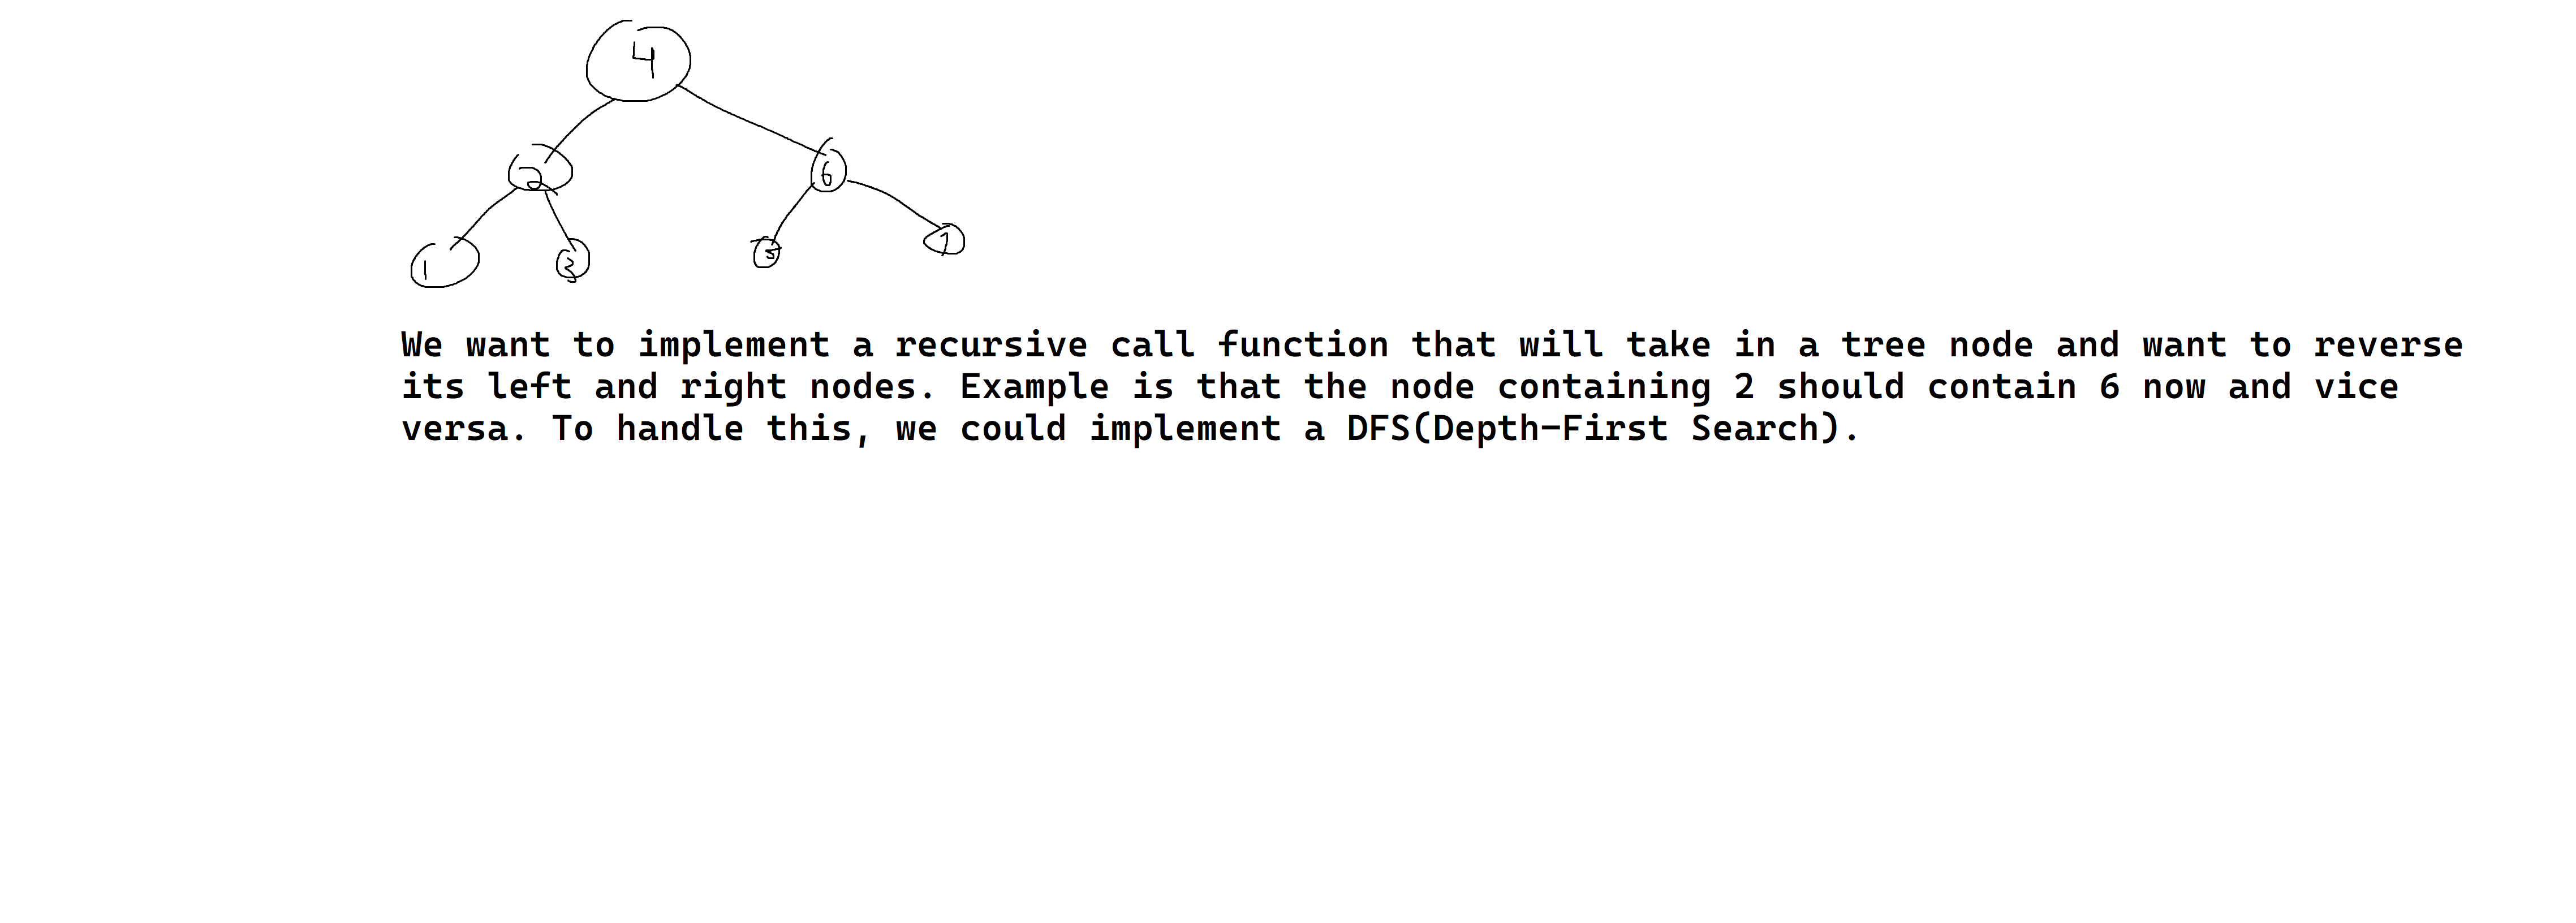 4
2 6
1 3 5 7
We want to implement a recursive call function that will take in a tree node and want to reverse
its left and right nodes. Example is that the node containing 2 should contain 6 now and vice
versa. To handle this, we could implement a DFS(Depth-First Search).